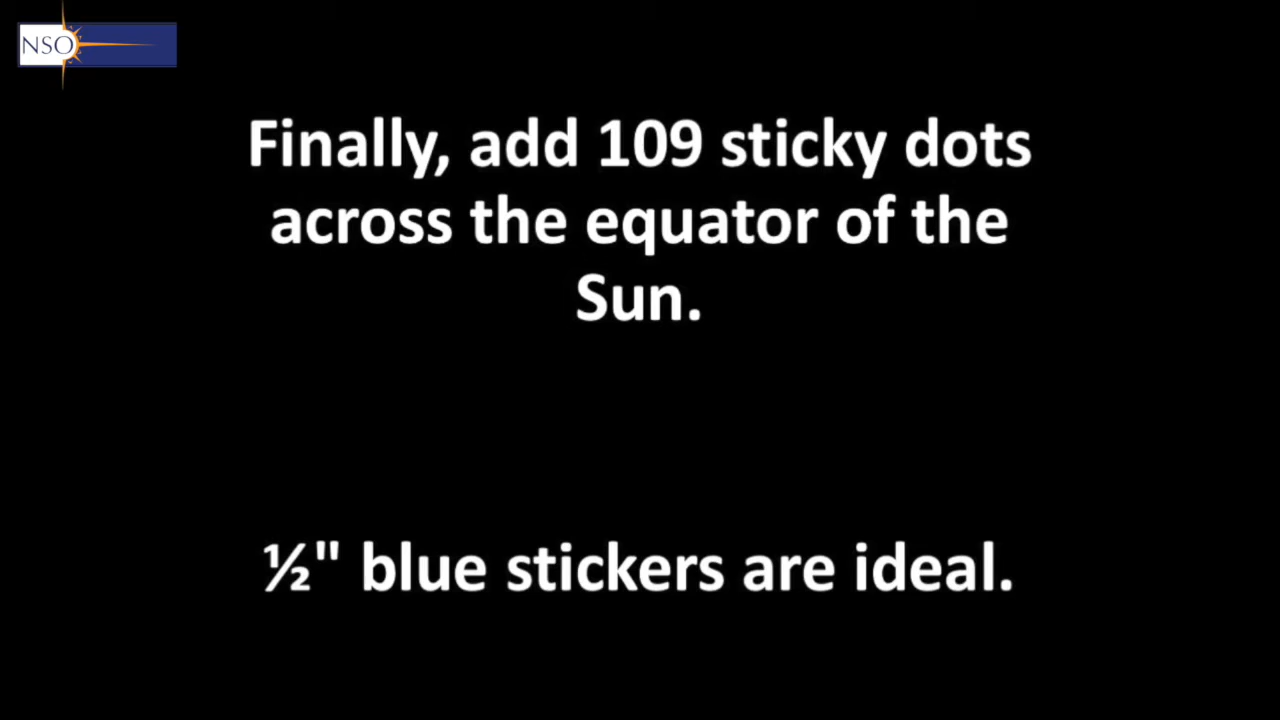 NSO
Finally, add 109 sticky dots
across the equator of the
Sun.
½" blue stickers are ideal.